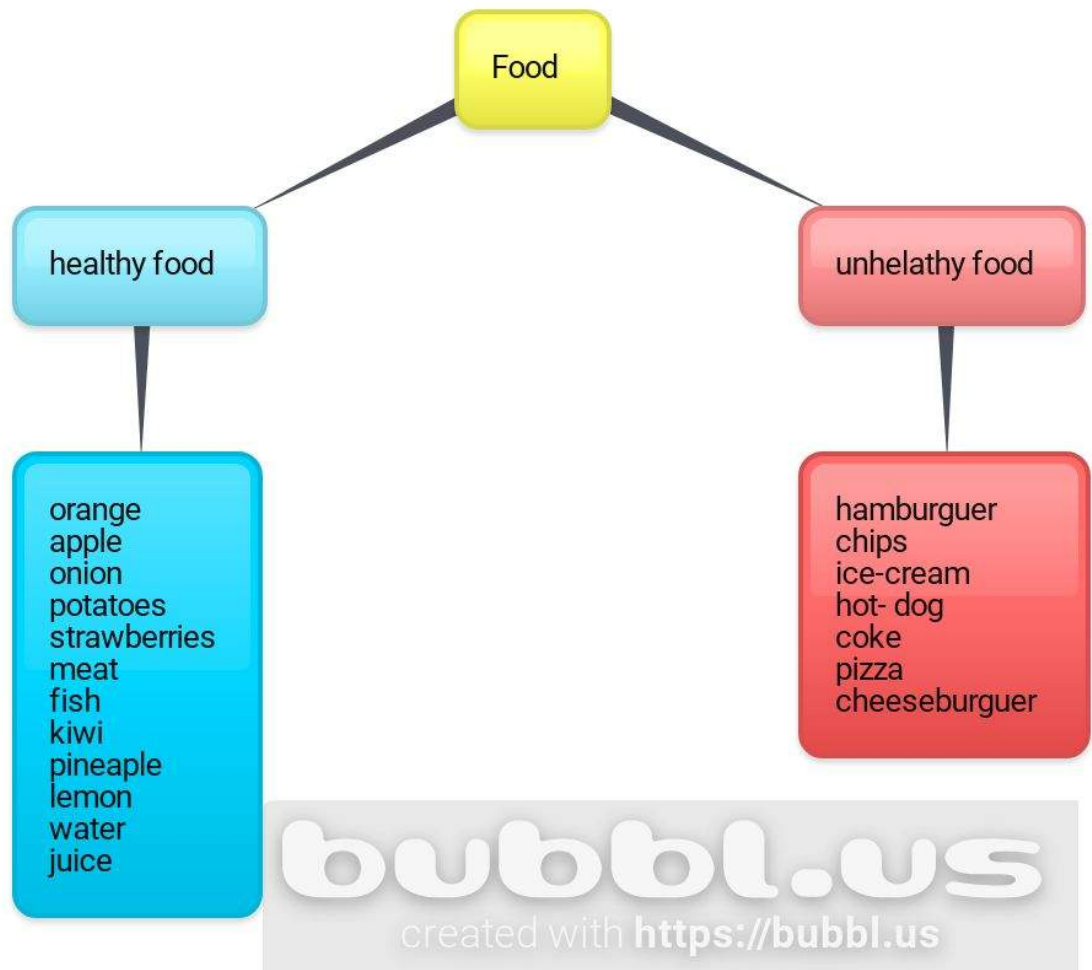 Food
healthy food
unhelathy food
orange
apple
onion
potatoes
strawberries
meat
fish
kiwi
pineaple
lemon
water
juice
hamburguer
chips
ice-cream
hot- dog
coke
pizza
cheeseburguer
bubbl.us
created with https://bubbl.us